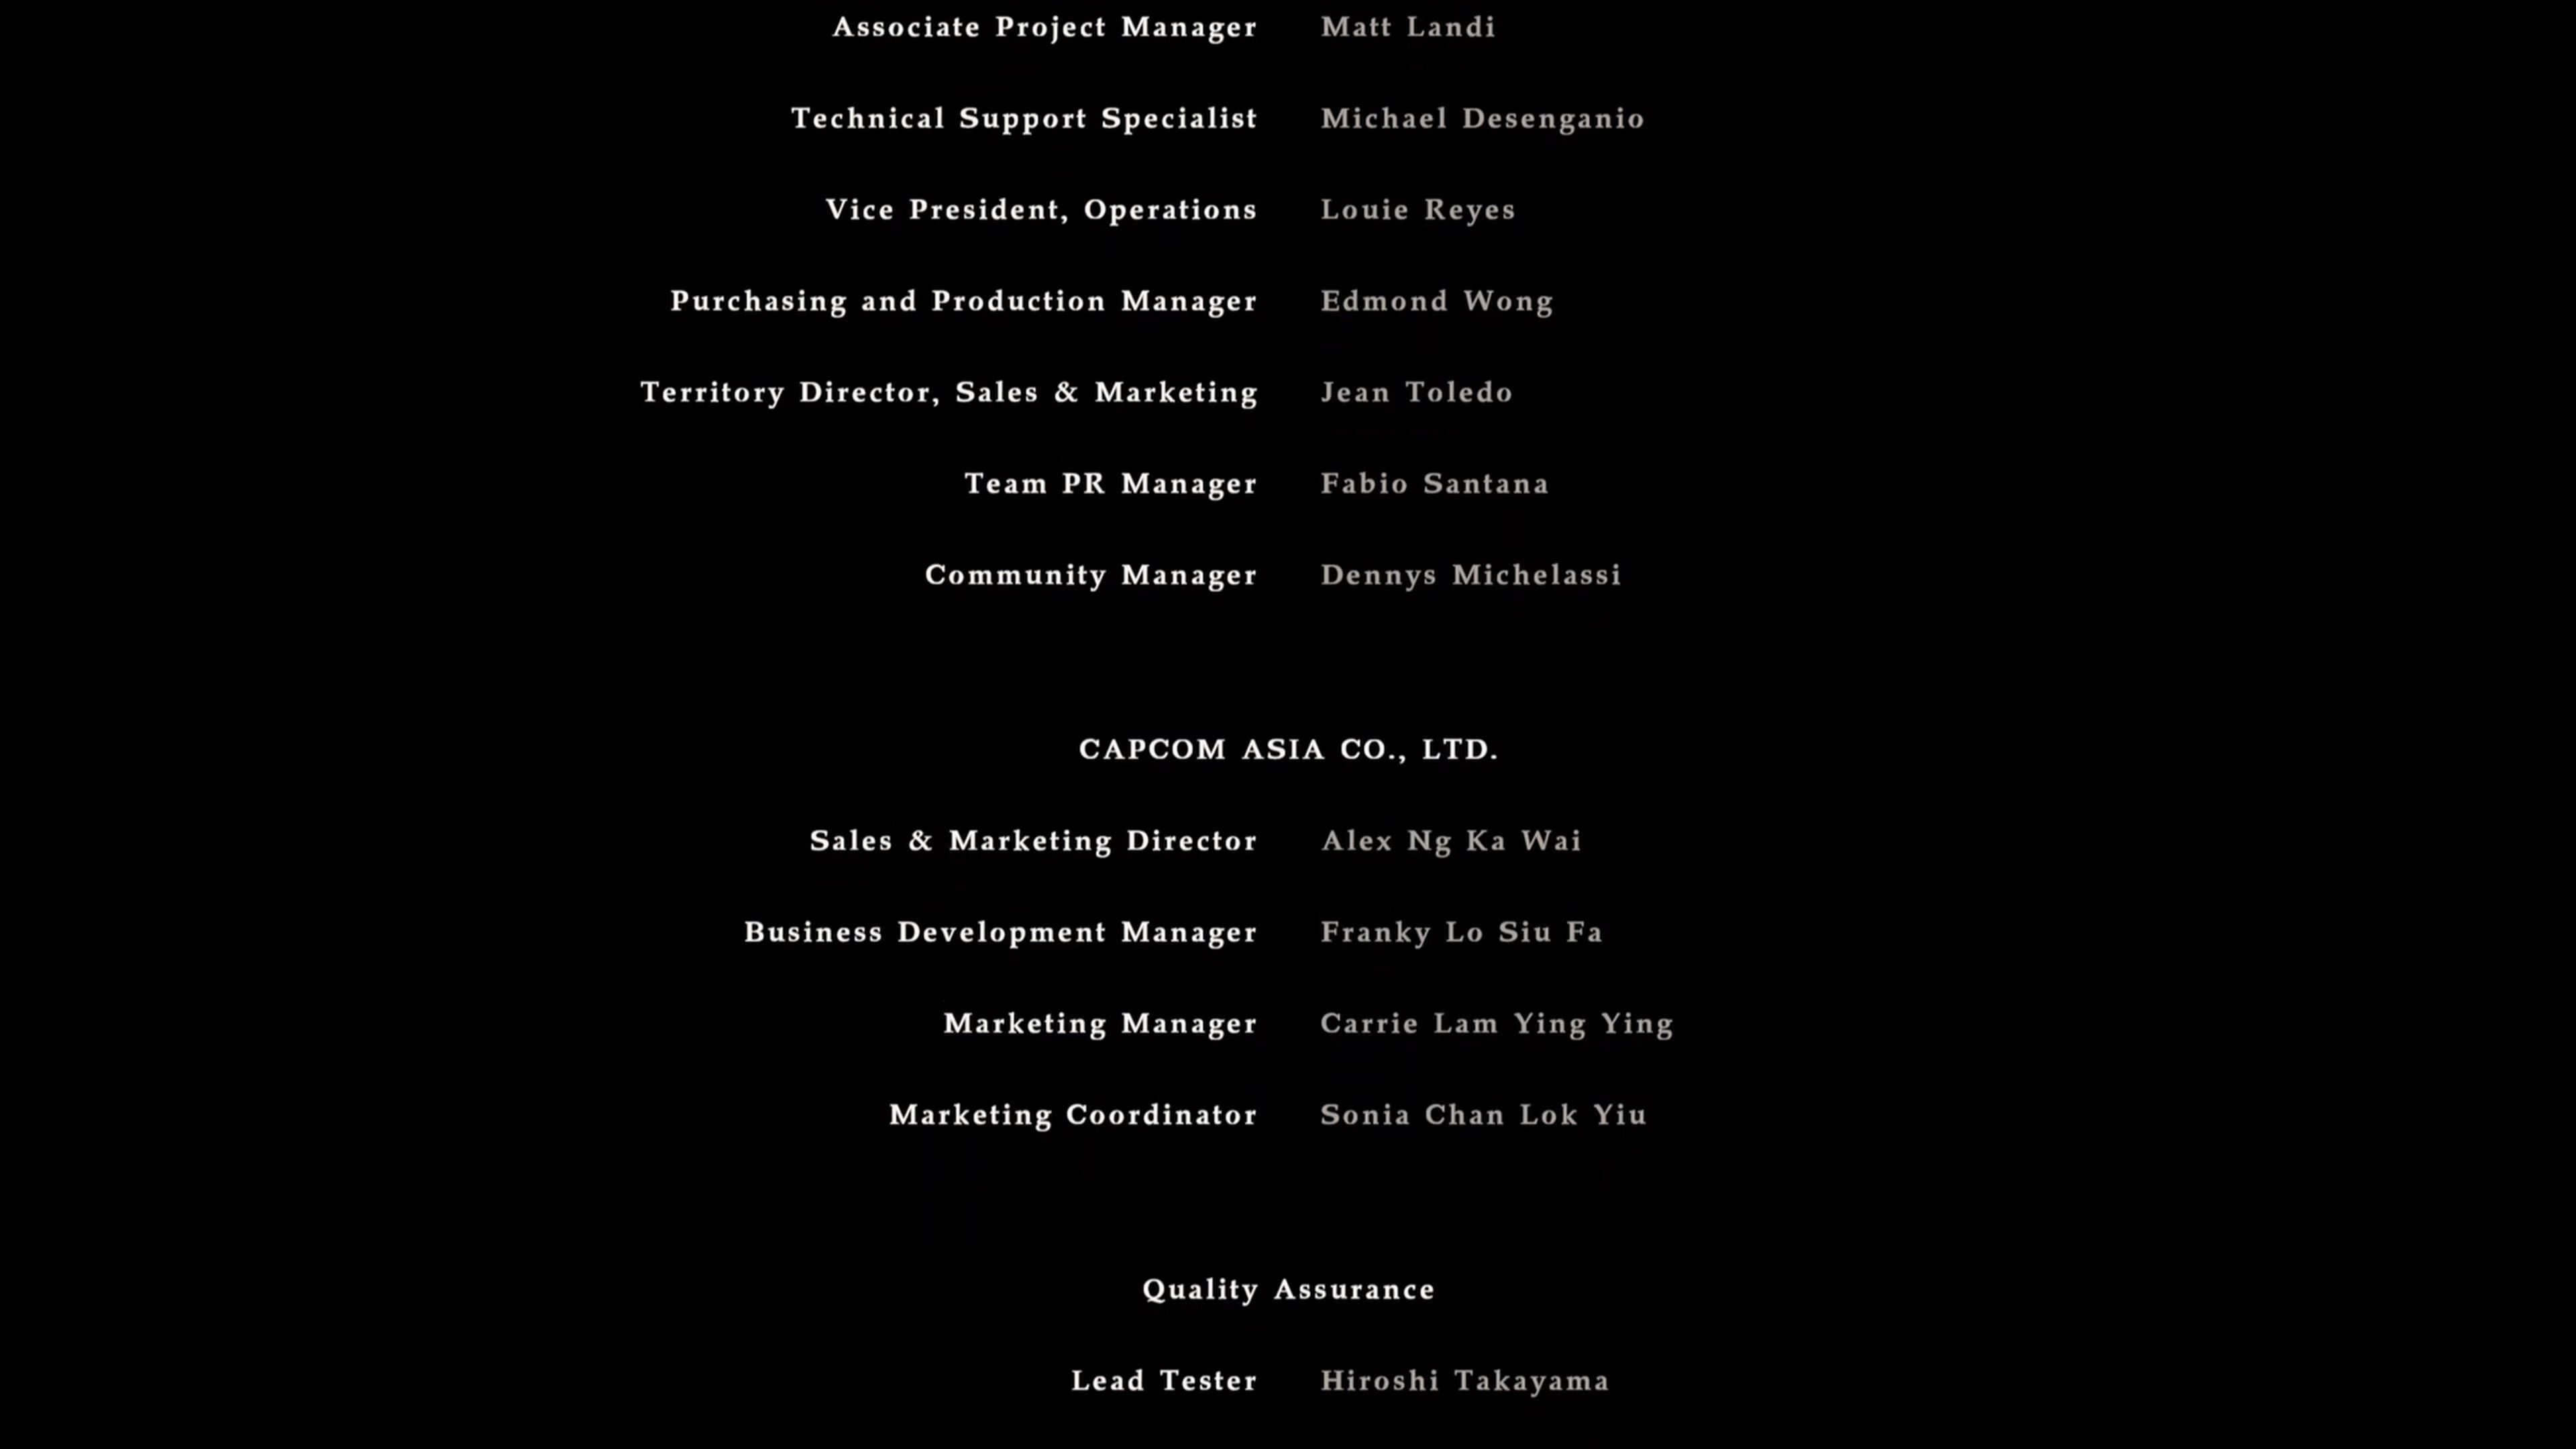 Associate Project Manager Matt Landi
Technical Support Specialist Michael Desenganio
Vice President, Operations Louie Reyes
Purchasing and Production Manager Edmond Wong
Territory Director, Sales & Marketing Jean Toledo
Team PR Manager Fabio Santana
Community Manager Dennys Michelassi
CAPCOM ASIA CO., LTD.
Sales & Marketing Director Alex Ng Ka Wai
Business Development Manager Franky Lo Siu Fa
Marketing Manager Carrie Lam Ying Ying
Marketing Coordinator Sonia Chan Lok Yiu
Quality Assurance
Lead Tester Hiroshi Takayama